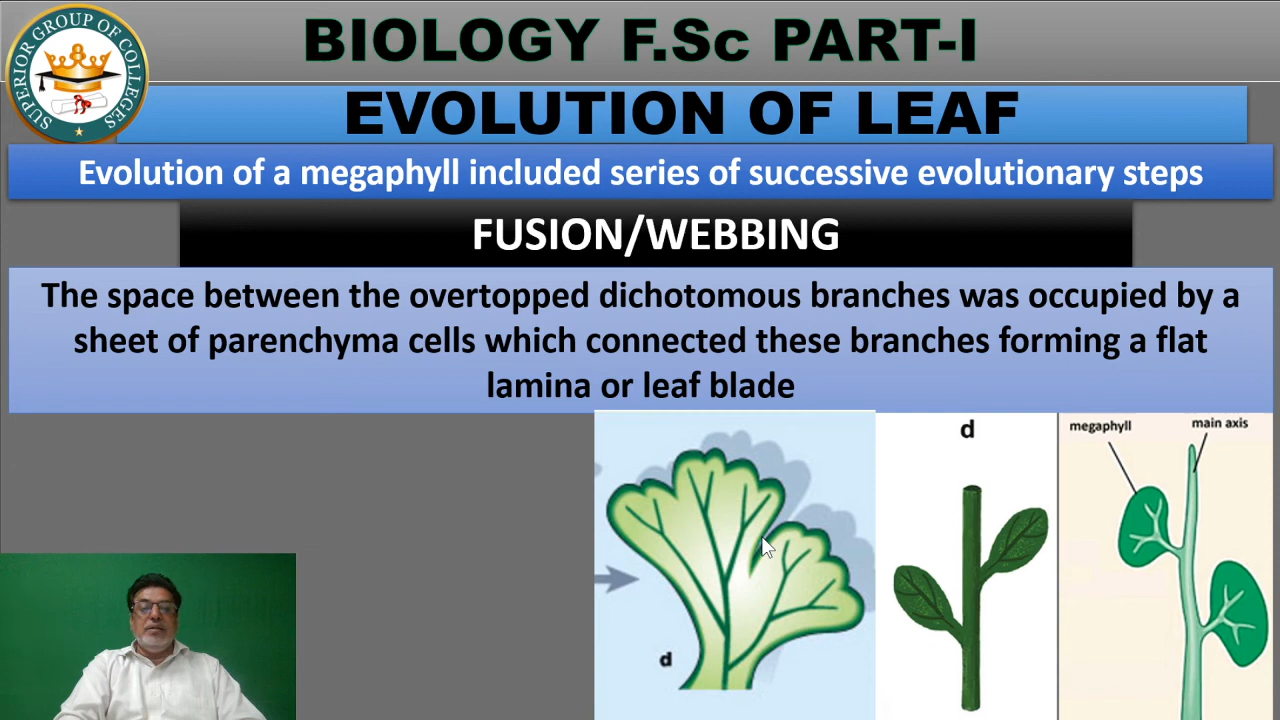 BIOLOGY F.Sc PART-I
SUPERIOR GROUP OF COLLEGES
EVOLUTION OF LEAF
Evolution of a megaphyll included series of successive evolutionary steps
FUSION/WEBBING
The space between the overtopped dichotomous branches was occupied by a
sheet of parenchyma cells which connected these branches forming a flat
lamina or leaf blade
d
d
megaphyll
main axis